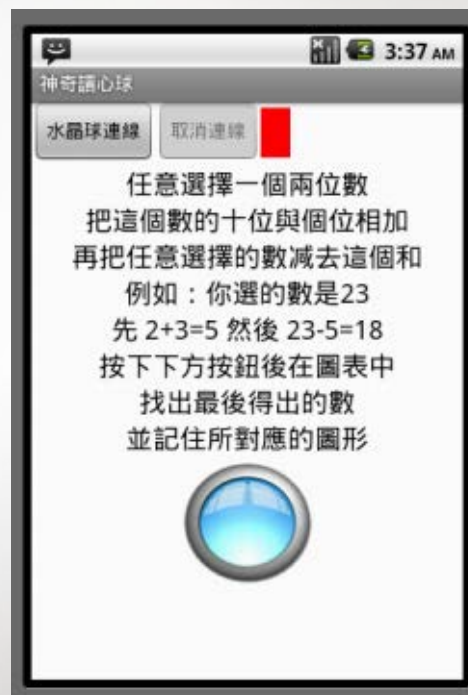 3:37 AM
神奇讀心球
水晶球連線 取消連線
任意選擇一個兩位數
把這個數的十位與個位相加
再把任意選擇的數減去這個和
例如：你選的數是23
先 2+3=5 然後 23-5=18
按下下方按鈕後在圖表中
找出最後得出的數
並記住所對應的圖形